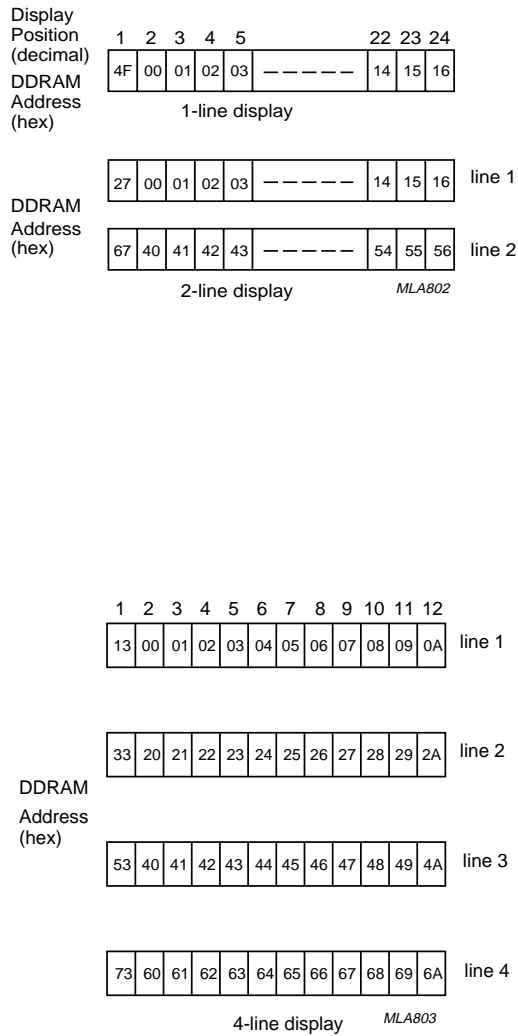 Display
Position
(decimal)
1 2 3 4 5 22 23 24
DDRAM
Address
(hex)
4F 00 01 02 03 14 15 16
1-line display
DDRAM
Address
(hex)
27 00 01 02 03 14 15 16 line 1
67 40 41 42 43 54 55 56 line 2
2-line display MLA802
1 2 3 4 5 6 7 8 9 10 11 12
13 00 01 02 03 04 05 06 07 08 09 0A line 1
33 20 21 22 23 24 25 26 27 28 29 2A line 2
DDRAM
Address
(hex)
53 40 41 42 43 44 45 46 47 48 49 4A line 3
73 60 61 62 63 64 65 66 67 68 69 6A line 4
4-line display MLA803